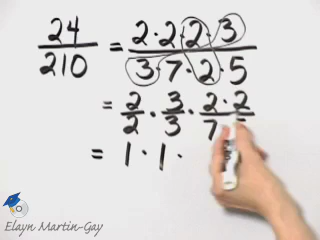 24/210 = 2·2·2·3 / 3·7·2·5
= 2/2 · 3/3 · 2·2 / 7·
= 1 · 1 ·
Elayn Martin-Gay